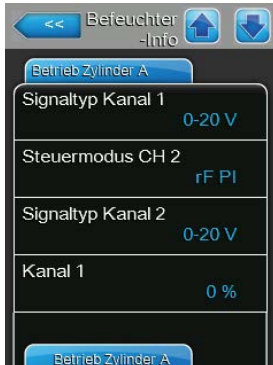 << Befeuchter
-Info
Betrieb Zylinder A
Signaltyp Kanal 1
0-20 V
Steuermodus CH 2
rF PI
Signaltyp Kanal 2
0-20 V
Kanal 1
0 %
Betrieb Zylinder A